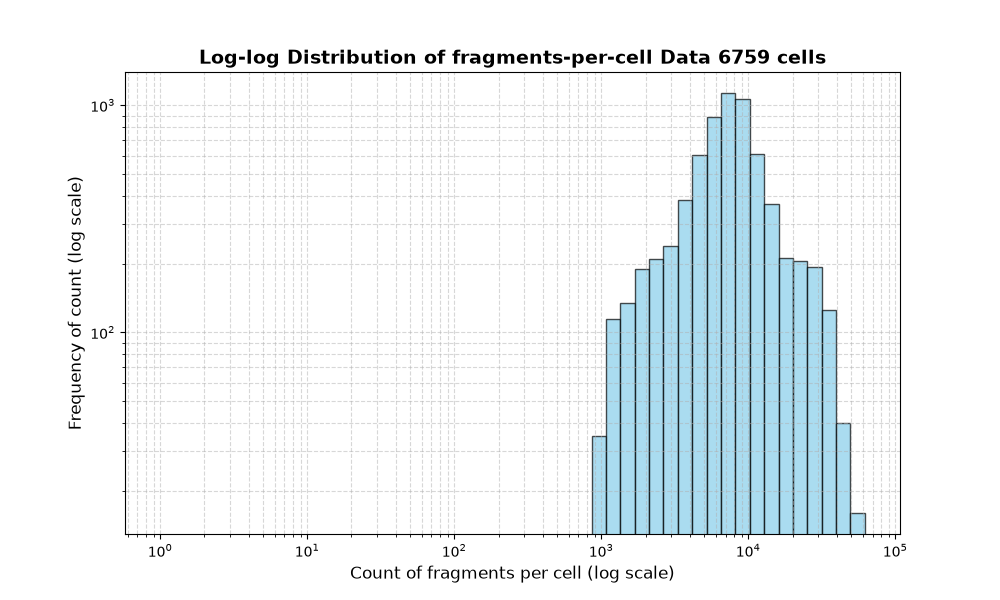 Log-log Distribution of fragments-per-cell Data 6759 cells
Frequency of count (log scale)
10³
10²
10⁰ 10¹ 10² 10³ 10⁴ 10⁵
Count of fragments per cell (log scale)